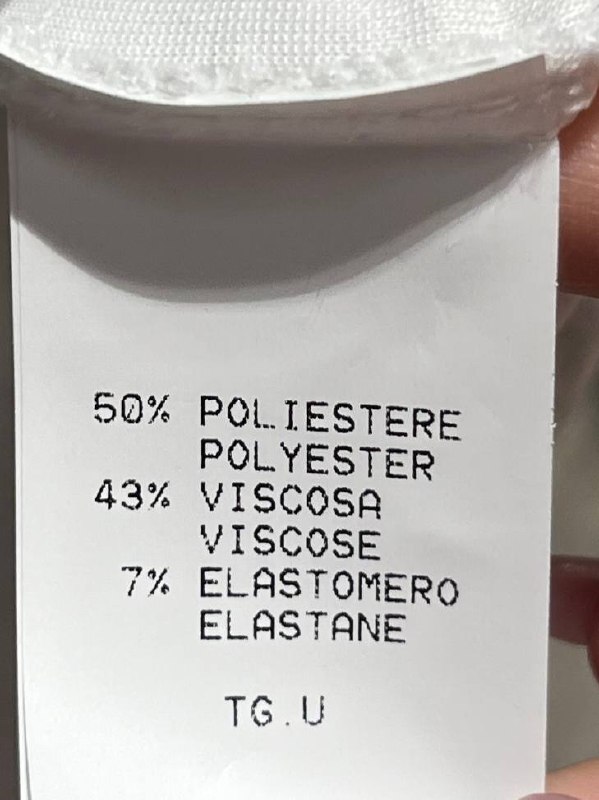 50% POLIESTERE
POLYESTER
43% VISCOSA
VISCOSE
7% ELASTOMERO
ELASTANE
TG.U